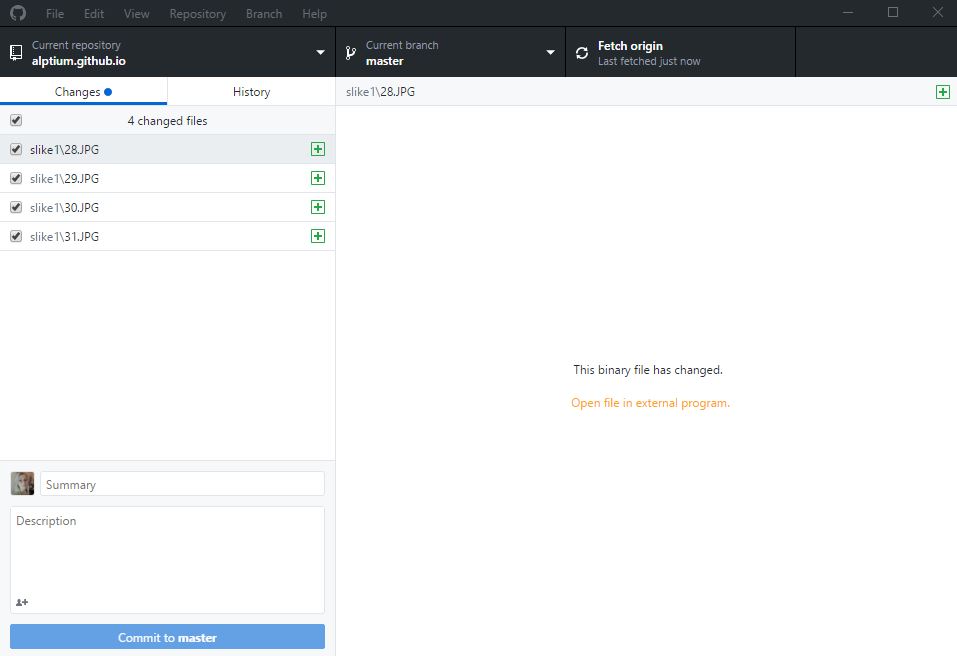 File Edit View Repository Branch Help
Current repository
alptium.github.io
Current branch
master
Fetch origin
Last fetched just now
Changes
History
4 changed files
slike1\28.JPG
slike1\29.JPG
slike1\30.JPG
slike1\31.JPG
Summary
Description
Commit to master
slike1\28.JPG
This binary file has changed.
Open file in external program.